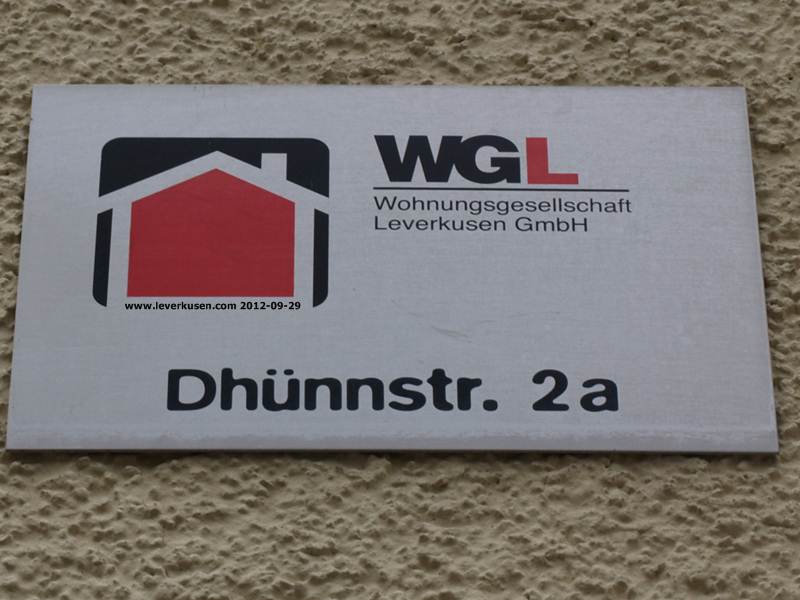 WGL
Wohnungsgesellschaft
Leverkusen GmbH
www.leverkusen.com 2012-09-29
Dhünnstr. 2a